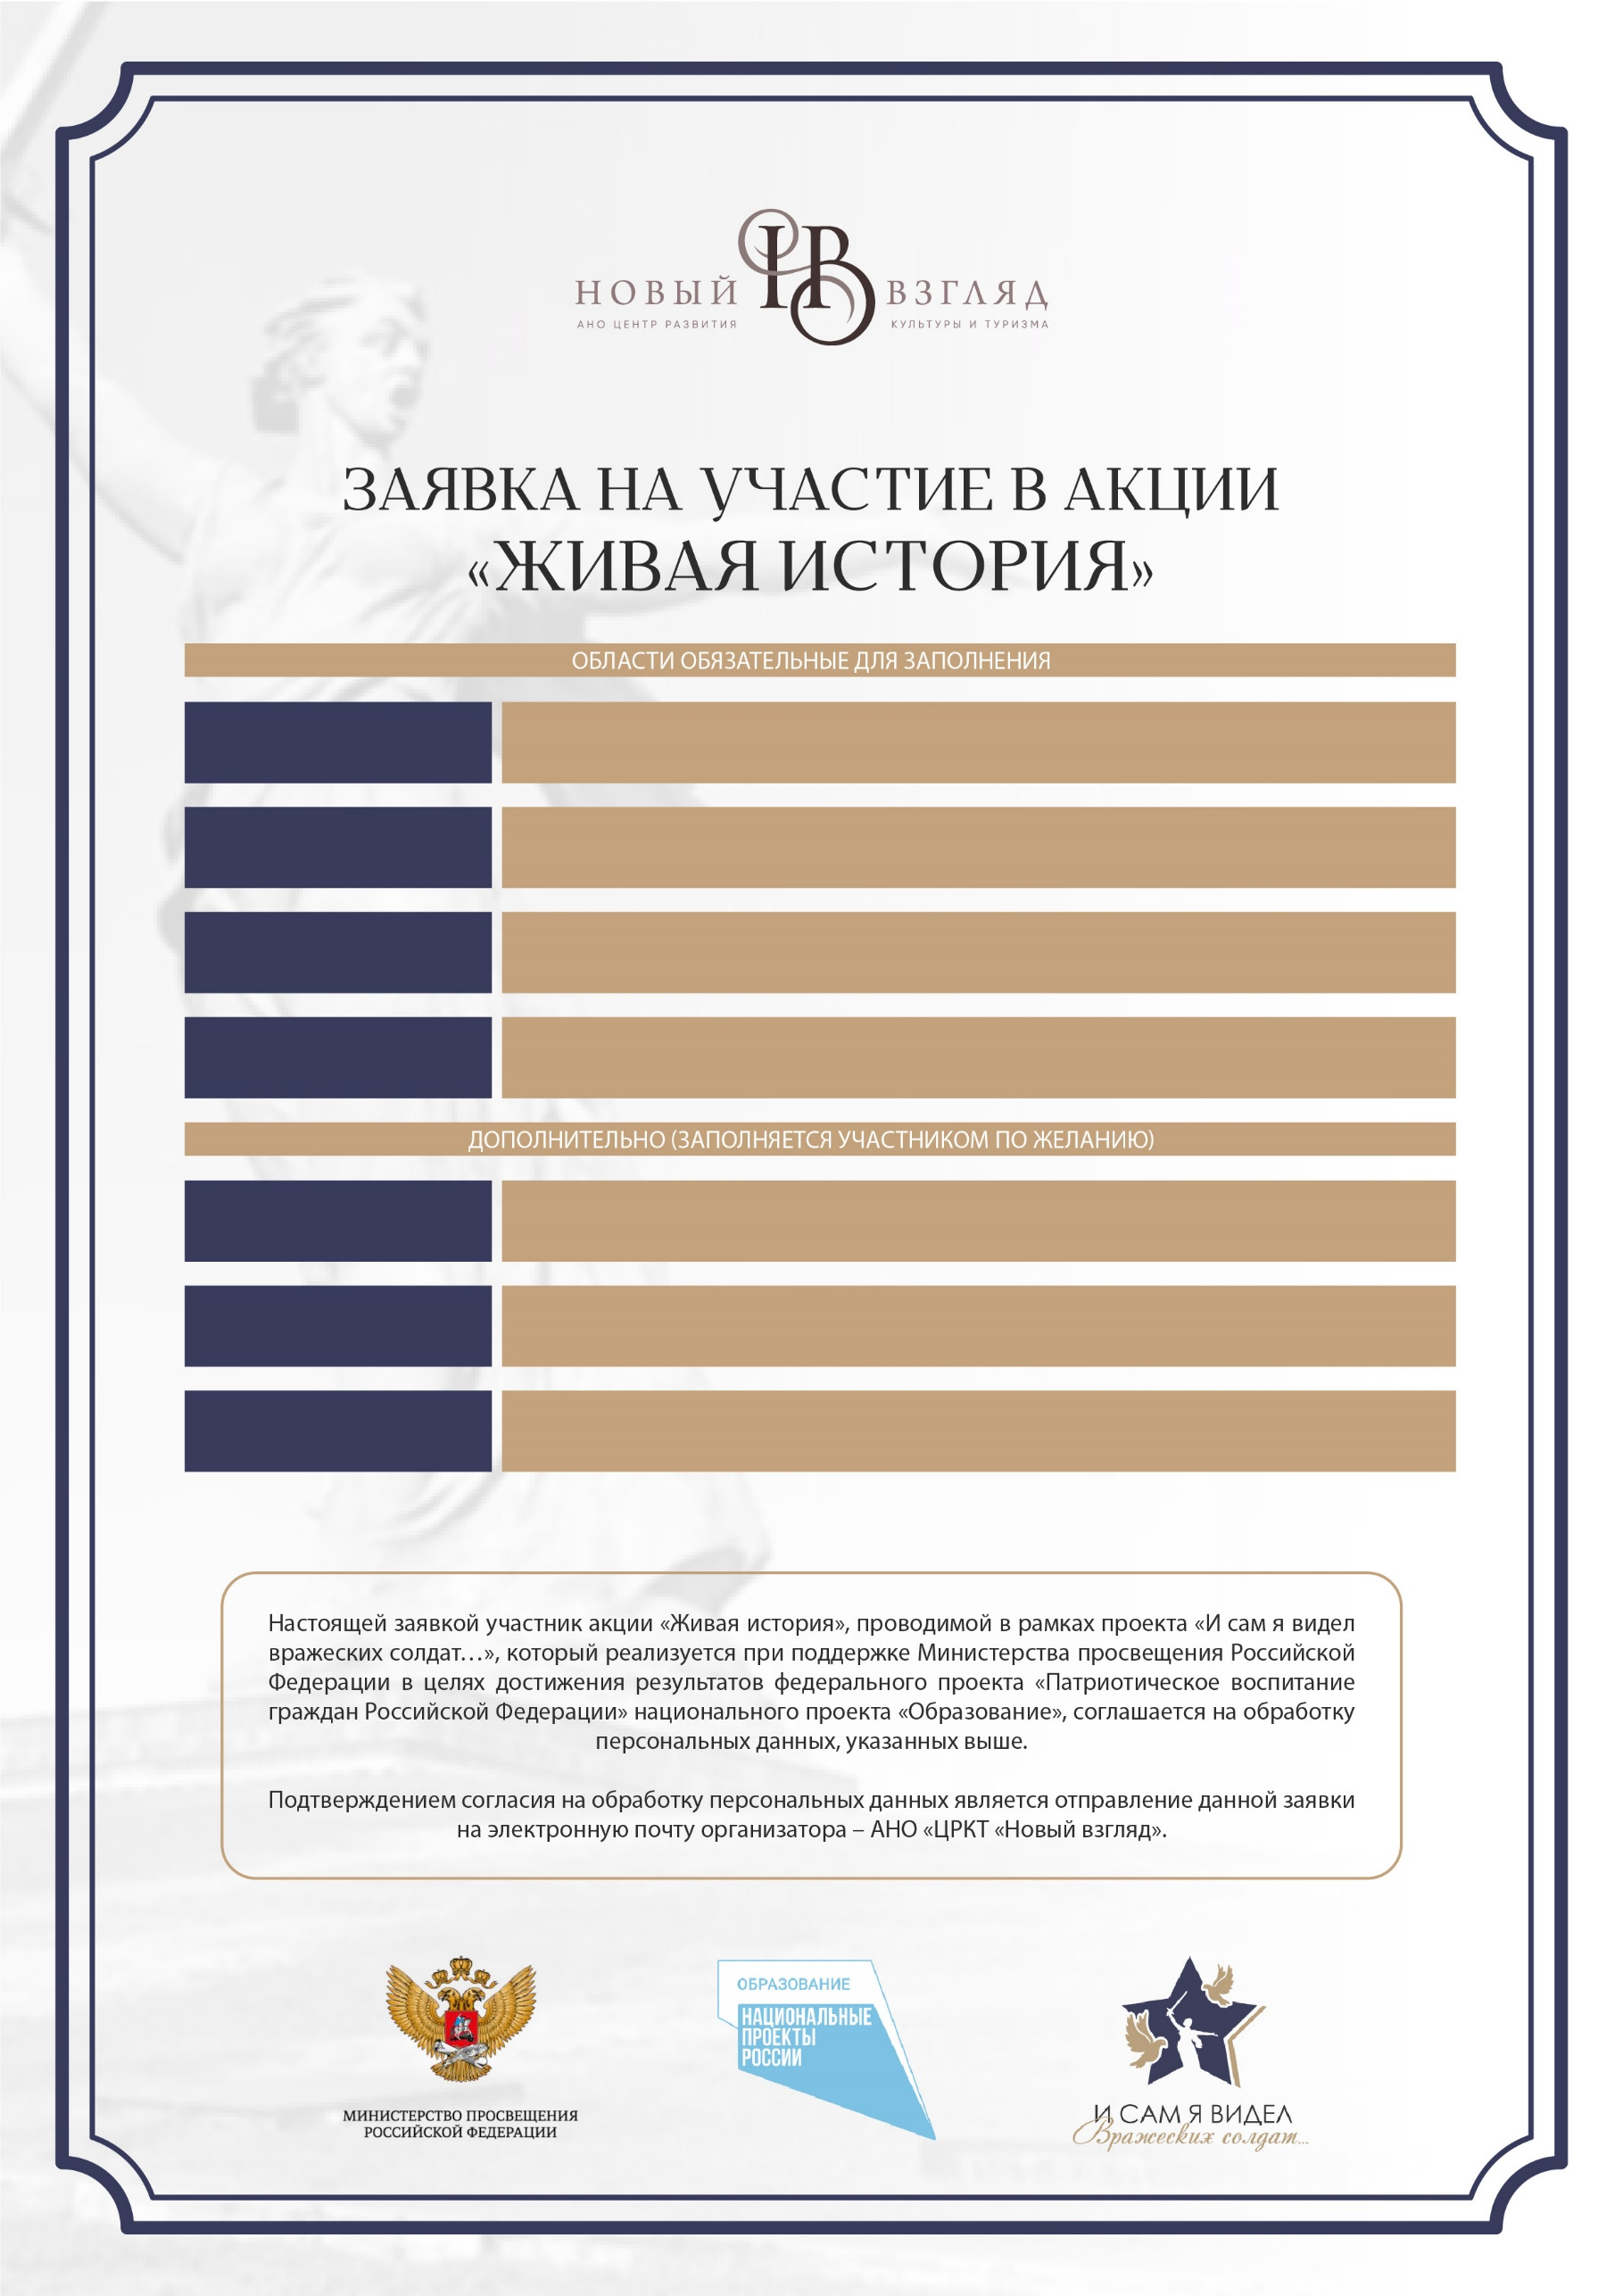 НОВЫЙ НВ ВЗГЛЯД
АНО ЦЕНТР РАЗВИТИЯ КУЛЬТУРЫ И ТУРИЗМА
ЗАЯВКА НА УЧАСТИЕ В АКЦИИ
«ЖИВАЯ ИСТОРИЯ»
ОБЛАСТИ ОБЯЗАТЕЛЬНЫЕ ДЛЯ ЗАПОЛНЕНИЯ
ДОПОЛНИТЕЛЬНО (ЗАПОЛНЯЕТСЯ УЧАСТНИКОМ ПО ЖЕЛАНИЮ)
Настоящей заявкой участник акции «Живая история», проводимой в рамках проекта «И сам я видел
вражеских солдат…», который реализуется при поддержке Министерства просвещения Российской
Федерации в целях достижения результатов федерального проекта «Патриотическое воспитание
граждан Российской Федерации» национального проекта «Образование», соглашается на обработку
персональных данных, указанных выше.
Подтверждением согласия на обработку персональных данных является отправление данной заявки
на электронную почту организатора – АНО «ЦРКТ «Новый взгляд».
МИНИСТЕРСТВО ПРОСВЕЩЕНИЯ
РОССИЙСКОЙ ФЕДЕРАЦИИ
ОБРАЗОВАНИЕ
НАЦИОНАЛЬНЫЕ
ПРОЕКТЫ
РОССИИ
И САМ Я ВИДЕЛ
Вражеских солдат...